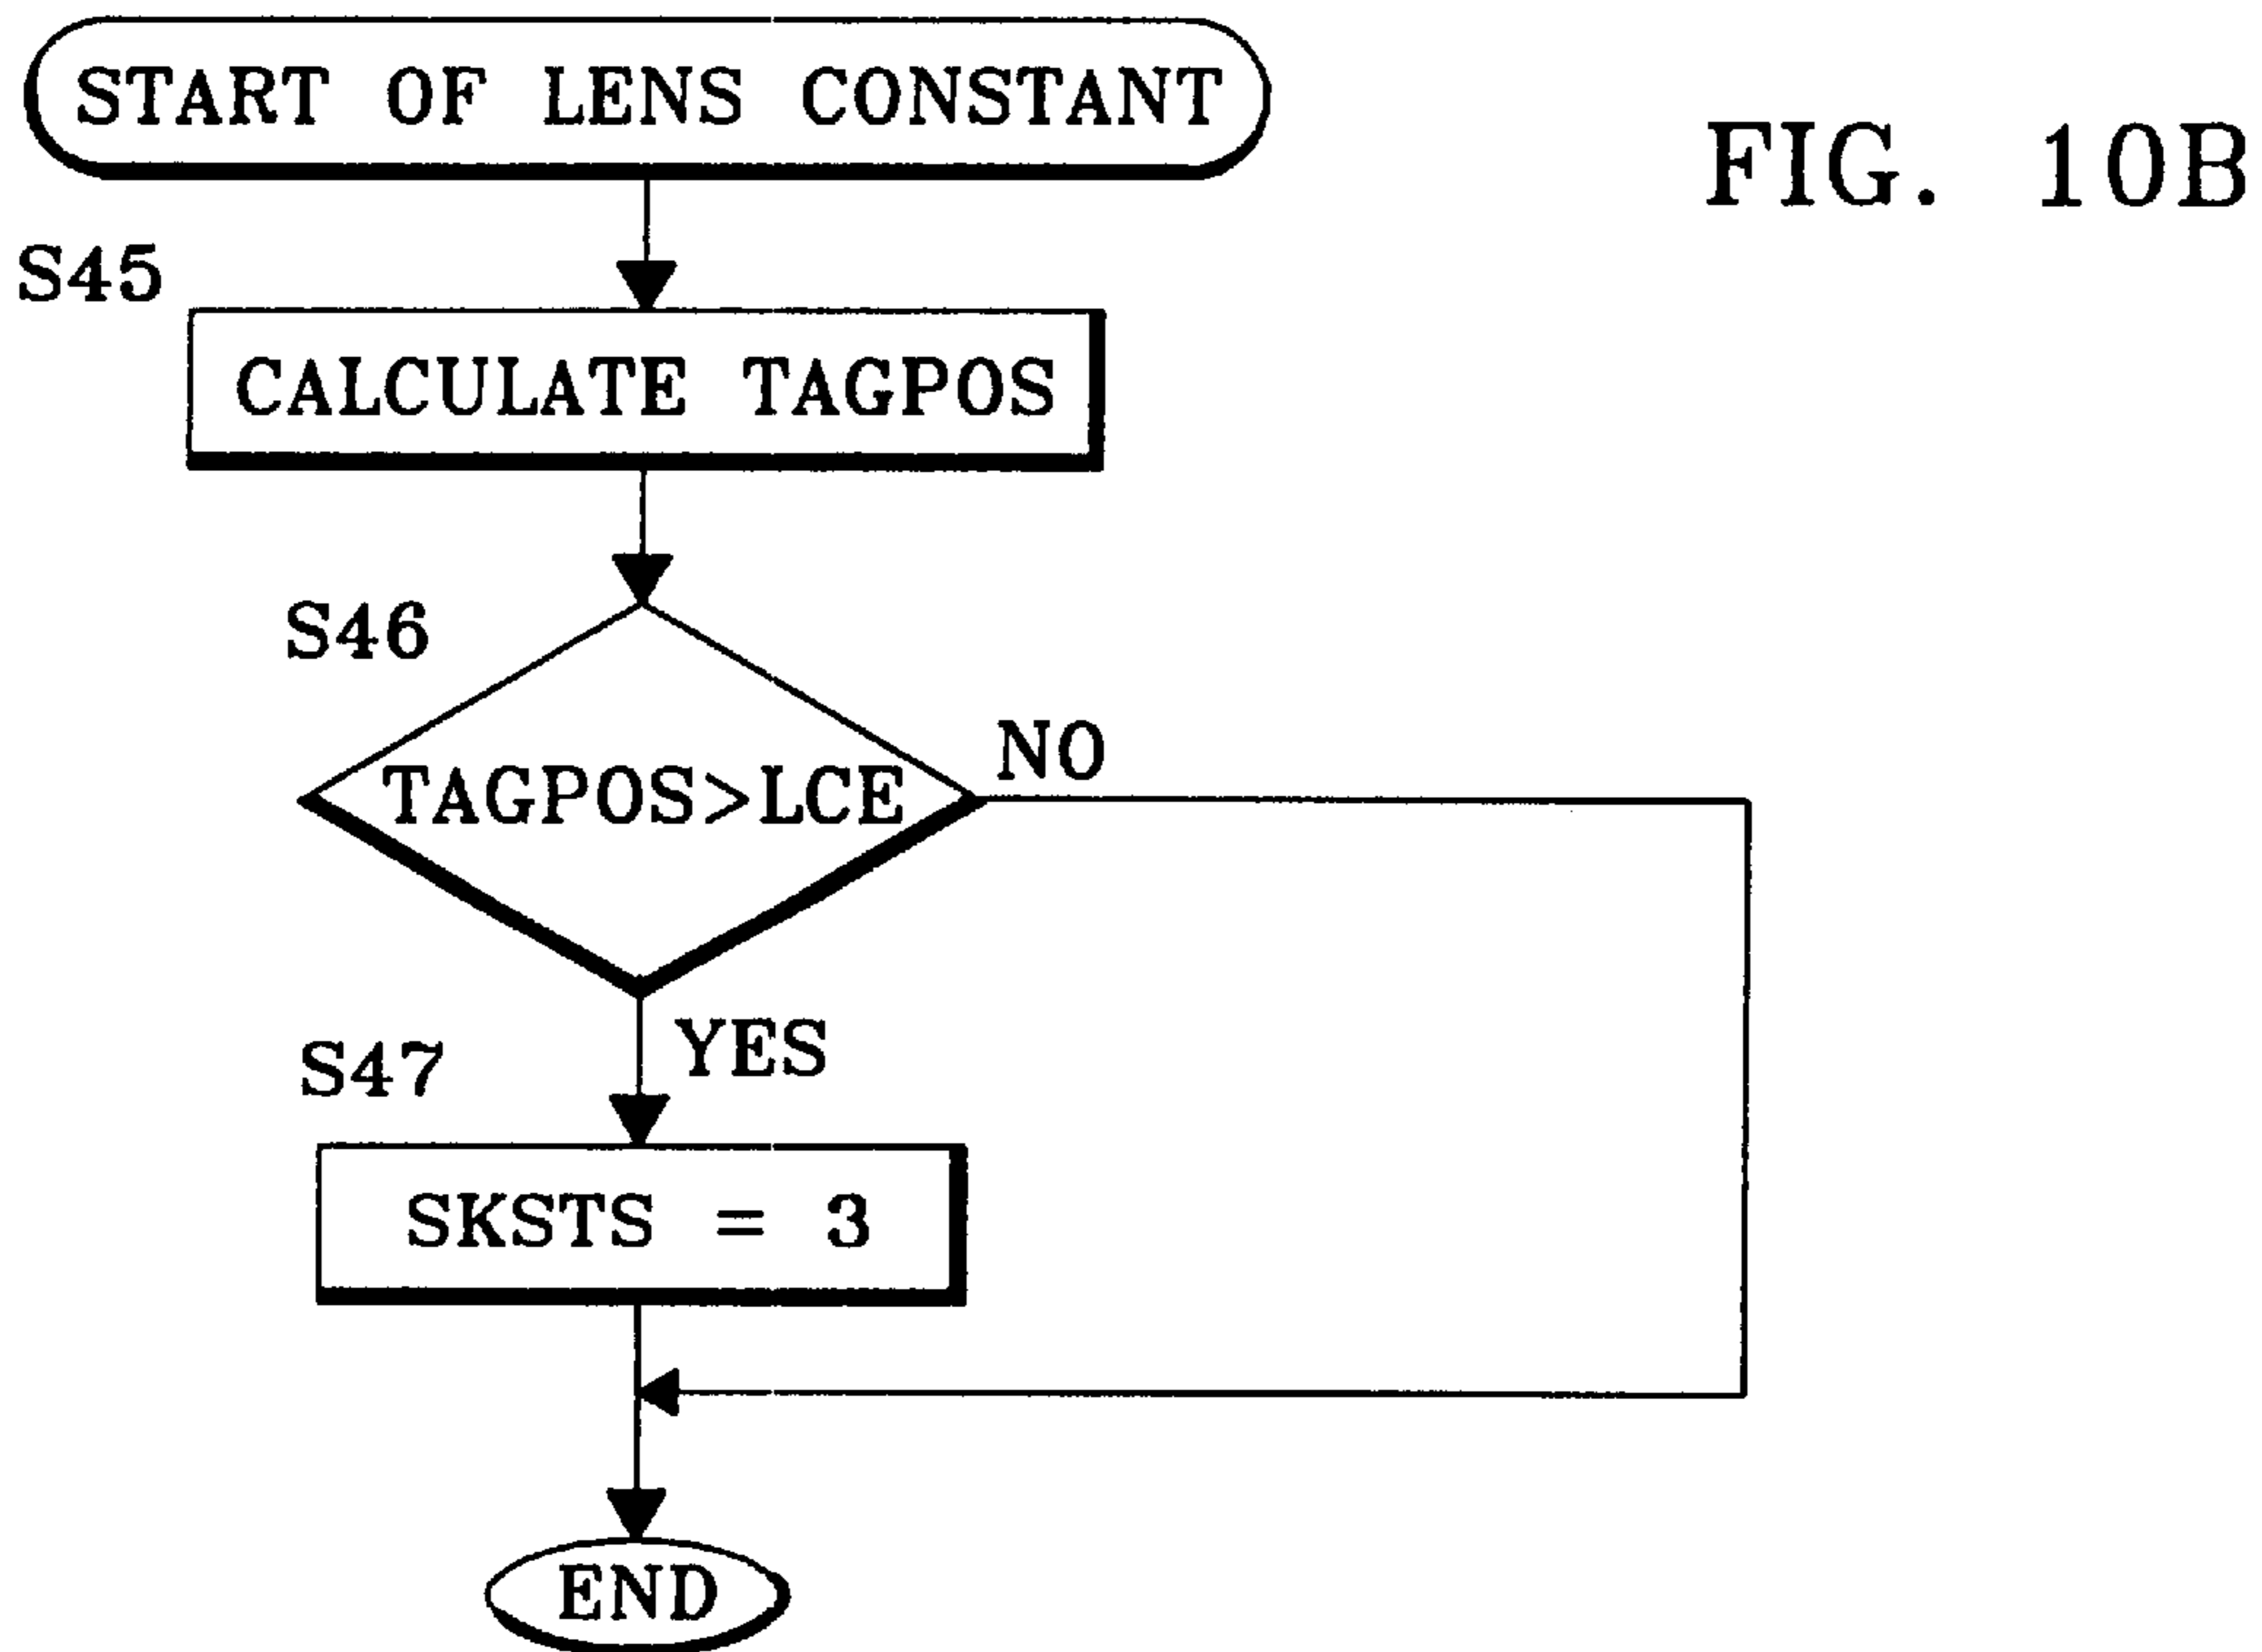 START OF LENS CONSTANT
FIG. 10B
S45
CALCULATE TAGPOS
S46
TAGPOS>LCE
NO
YES
S47
SKSTS = 3
END